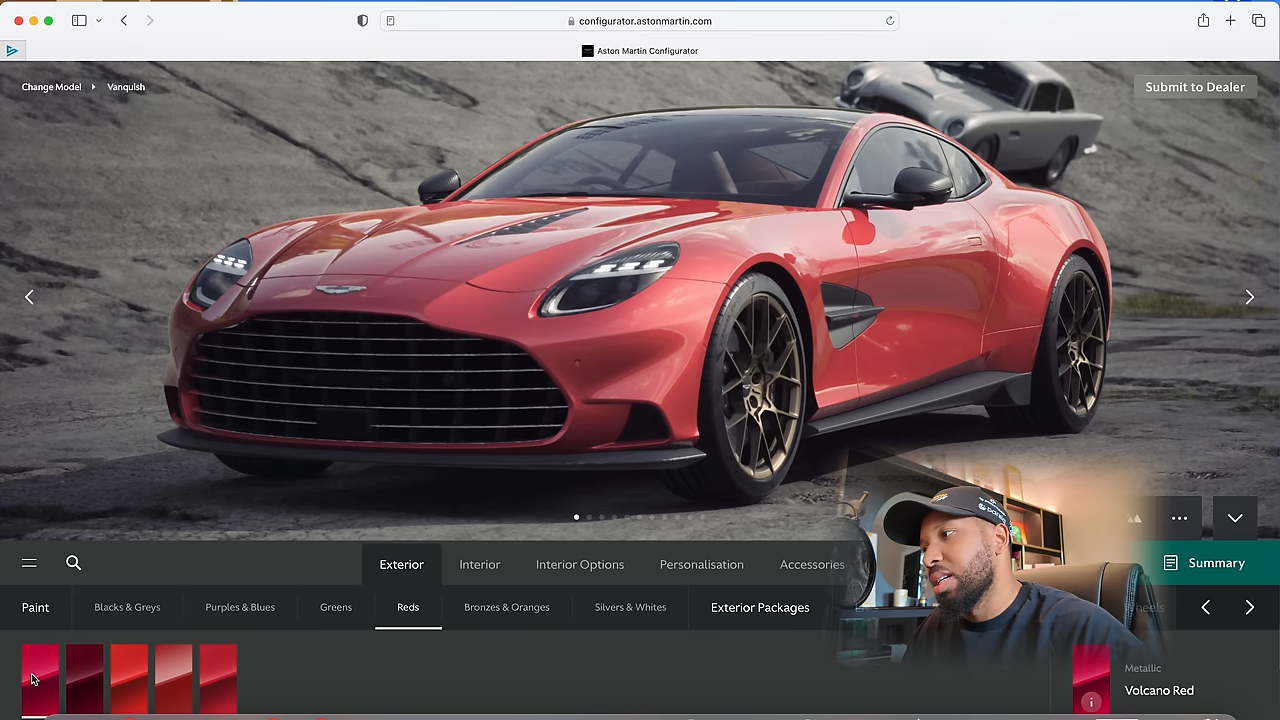 configurator.astonmartin.com
Aston Martin Configurator
Change Model Vanquish
Submit to Dealer
Summary
Exterior Interior Interior Options Personalisation Accessories
Paint Blacks & Greys Purples & Blues Greens Reds Bronzes & Oranges Silvers & Whites Exterior Packages Wheels
Metallic
Volcano Red